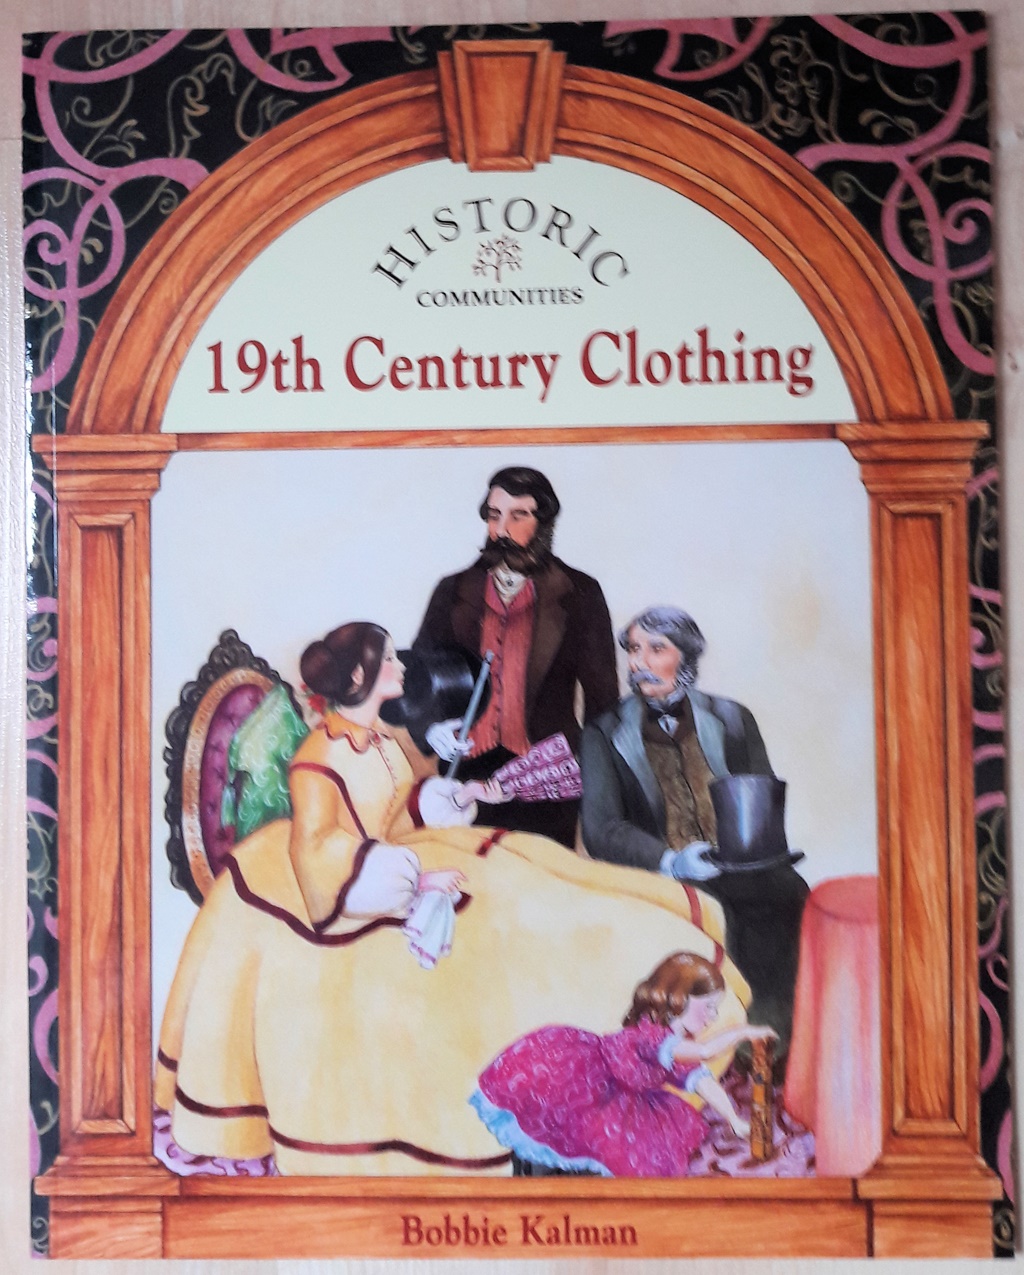 HISTORIC
COMMUNITIES
19th Century Clothing
Bobbie Kalman